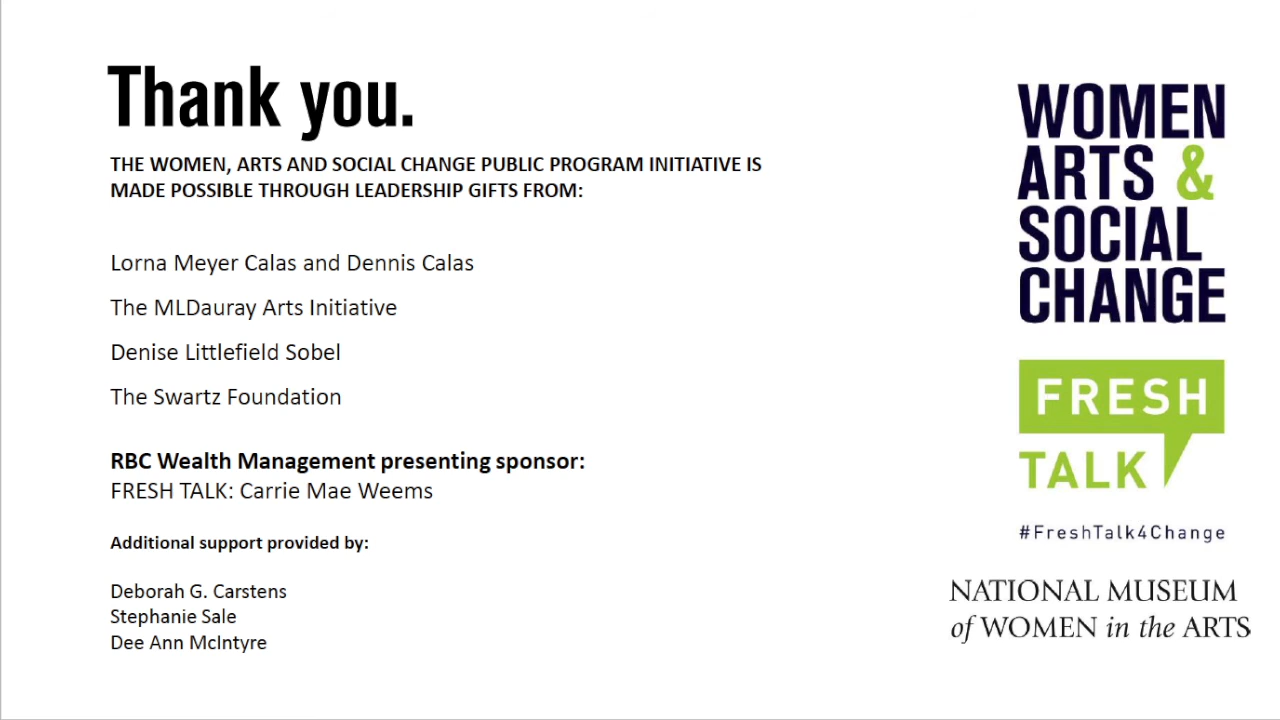 Thank you.
THE WOMEN, ARTS AND SOCIAL CHANGE PUBLIC PROGRAM INITIATIVE IS
MADE POSSIBLE THROUGH LEADERSHIP GIFTS FROM:
Lorna Meyer Calas and Dennis Calas
The MLDauray Arts Initiative
Denise Littlefield Sobel
The Swartz Foundation
RBC Wealth Management presenting sponsor:
FRESH TALK: Carrie Mae Weems
Additional support provided by:
Deborah G. Carstens
Stephanie Sale
Dee Ann McIntyre
WOMEN
ARTS &
SOCIAL
CHANGE
FRESH
TALK
#FreshTalk4Change
NATIONAL MUSEUM
of WOMEN in the ARTS